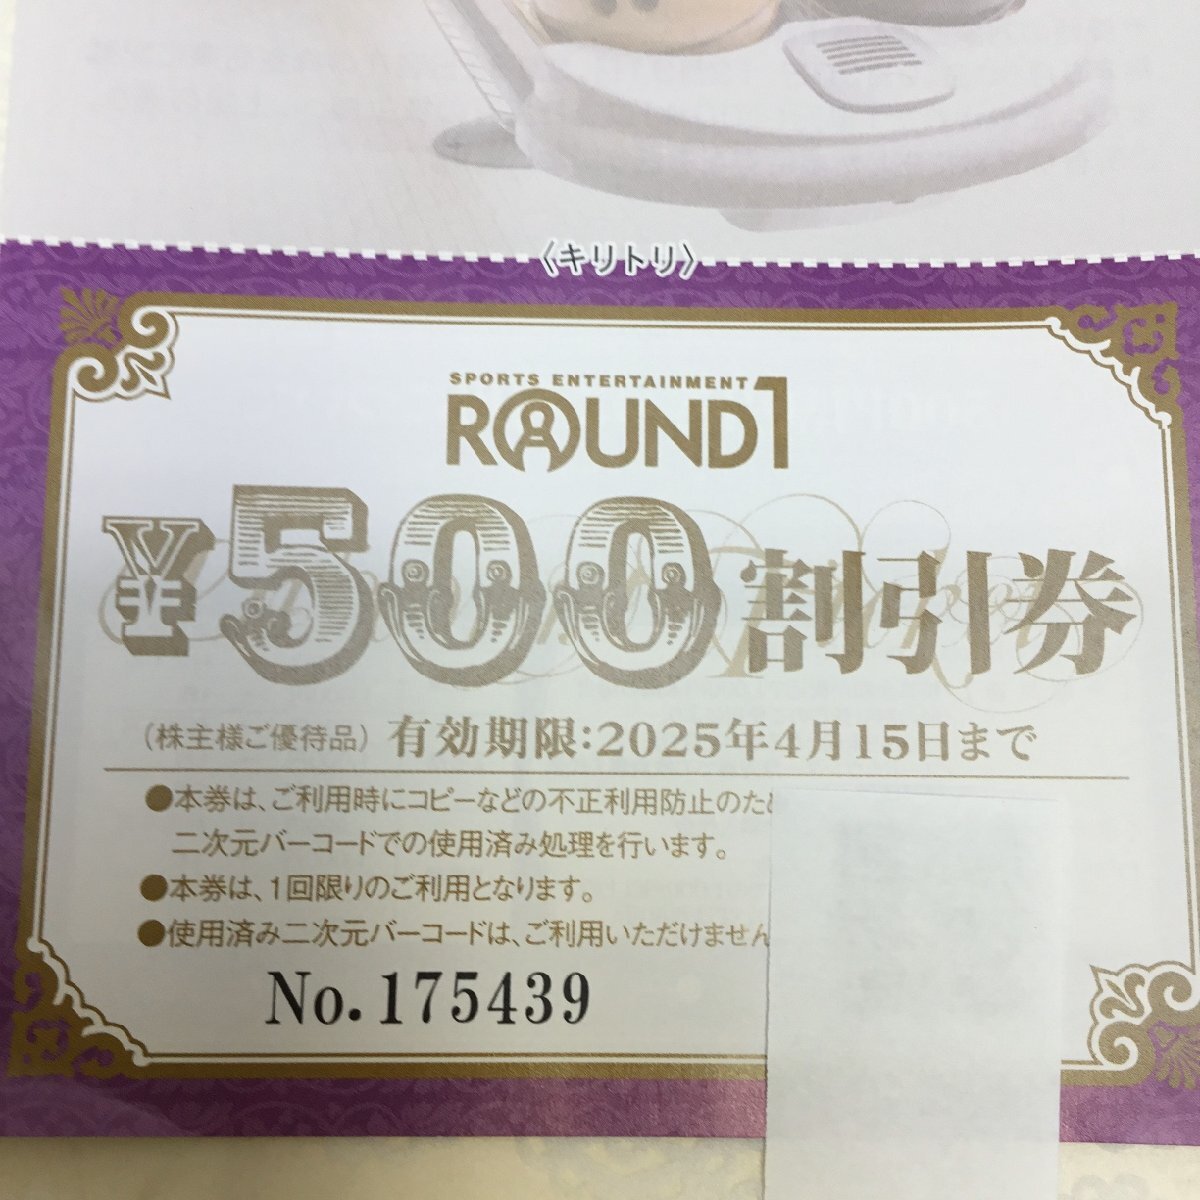 〈キリトリ〉
SPORTS ENTERTAINMENT
ROUND1
¥500割引券
(株主様ご優待品) 有効期限:2025年4月15日まで
●本券は、ご利用時にコピーなどの不正利用防止のため
二次元バーコードでの使用済み処理を行います。
●本券は、1回限りのご利用となります。
●使用済み二次元バーコードは、ご利用いただけません
No.175439